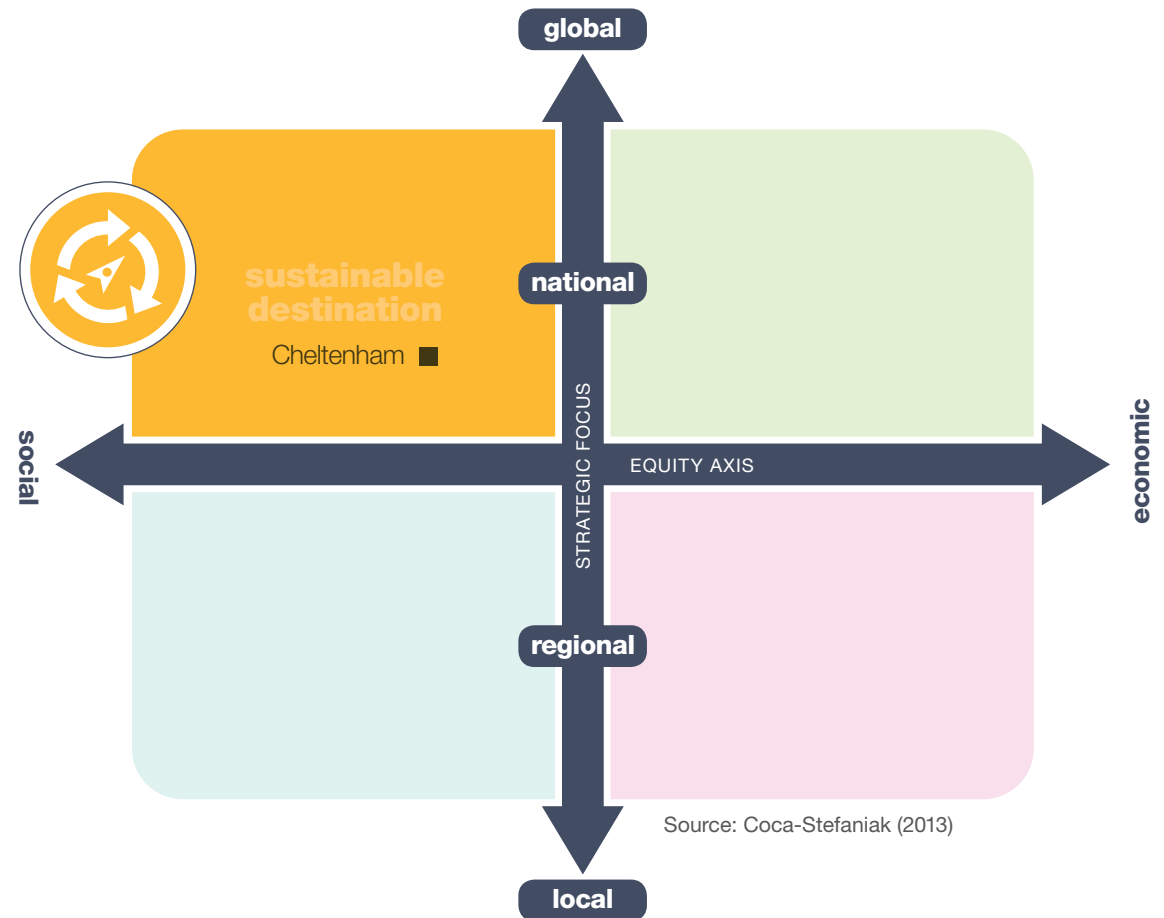 global
sustainable
destination
national
Cheltenham
social
STRATEGIC FOCUS
EQUITY AXIS
economic
regional
Source: Coca-Stefaniak (2013)
local